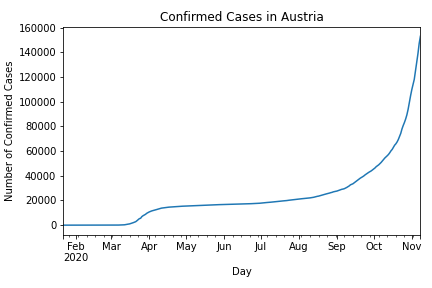 Confirmed Cases in Austria
160000
140000
120000
100000
80000
60000
40000
20000
0
Number of Confirmed Cases
Feb Mar Apr May Jun Jul Aug Sep Oct Nov
2020
Day